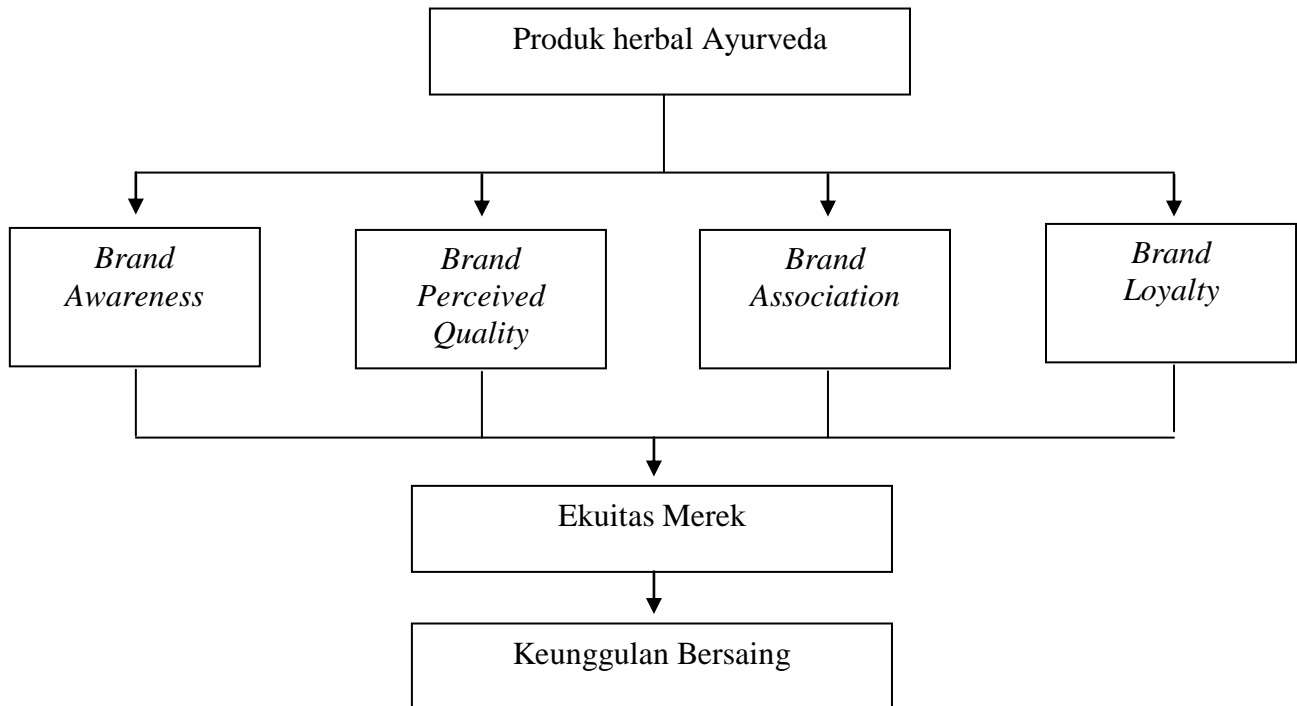 Produk herbal Ayurveda
Brand
Awareness
Brand
Perceived
Quality
Brand
Association
Brand
Loyalty
Ekuitas Merek
Keunggulan Bersaing